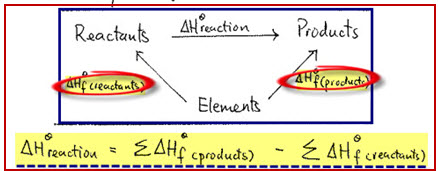 Reactants ΔH°reaction Products
ΔH°f (reactants) ΔH°f (products)
Elements
ΔH°reaction = ΣΔH°f (products) - ΣΔH°f (reactants)